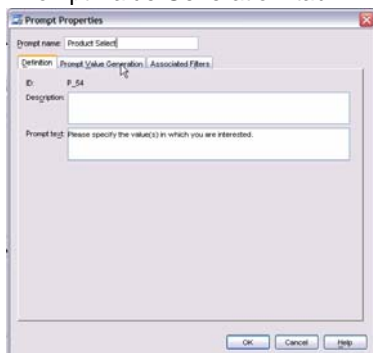 Prompt Properties
Prompt name: Product Select
Definition Prompt Value Generation Associated Filters
ID: P_54
Description:
Prompt text: Please specify the value(s) in which you are interested.
OK Cancel Help